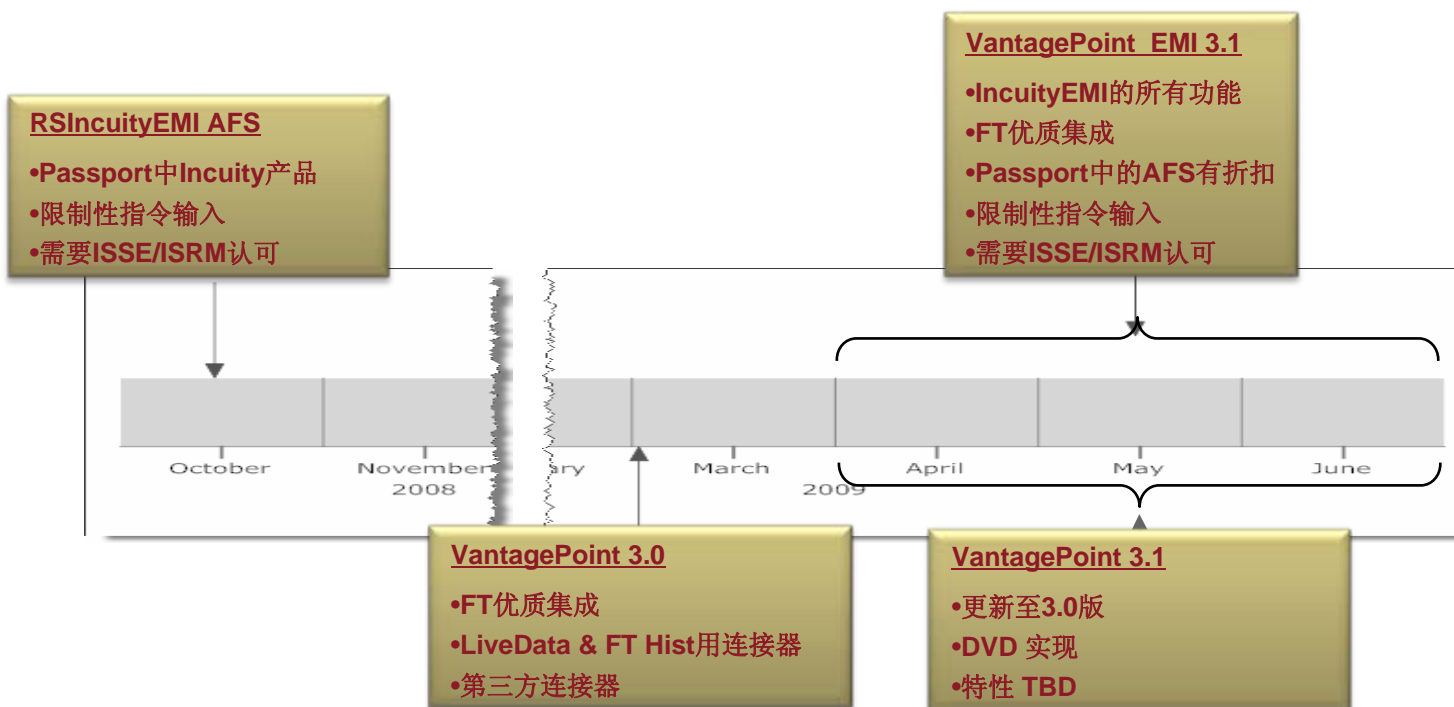 VantagePoint  EMI 3.1
•IncuityEMI的所有功能
•FT优质集成
•Passport中的AFS有折扣
•限制性指令输入
•需要ISSE/ISRM认可
RSIncuityEMI AFS
•Passport中Incuity产品
•限制性指令输入
•需要ISSE/ISRM认可
October
November
ary
March
April
May
June
2008
2009
VantagePoint 3.0
•FT优质集成
•LiveData & FT Hist用连接器
•第三方连接器
VantagePoint 3.1
•更新至3.0版
•DVD 实现
•特性 TBD